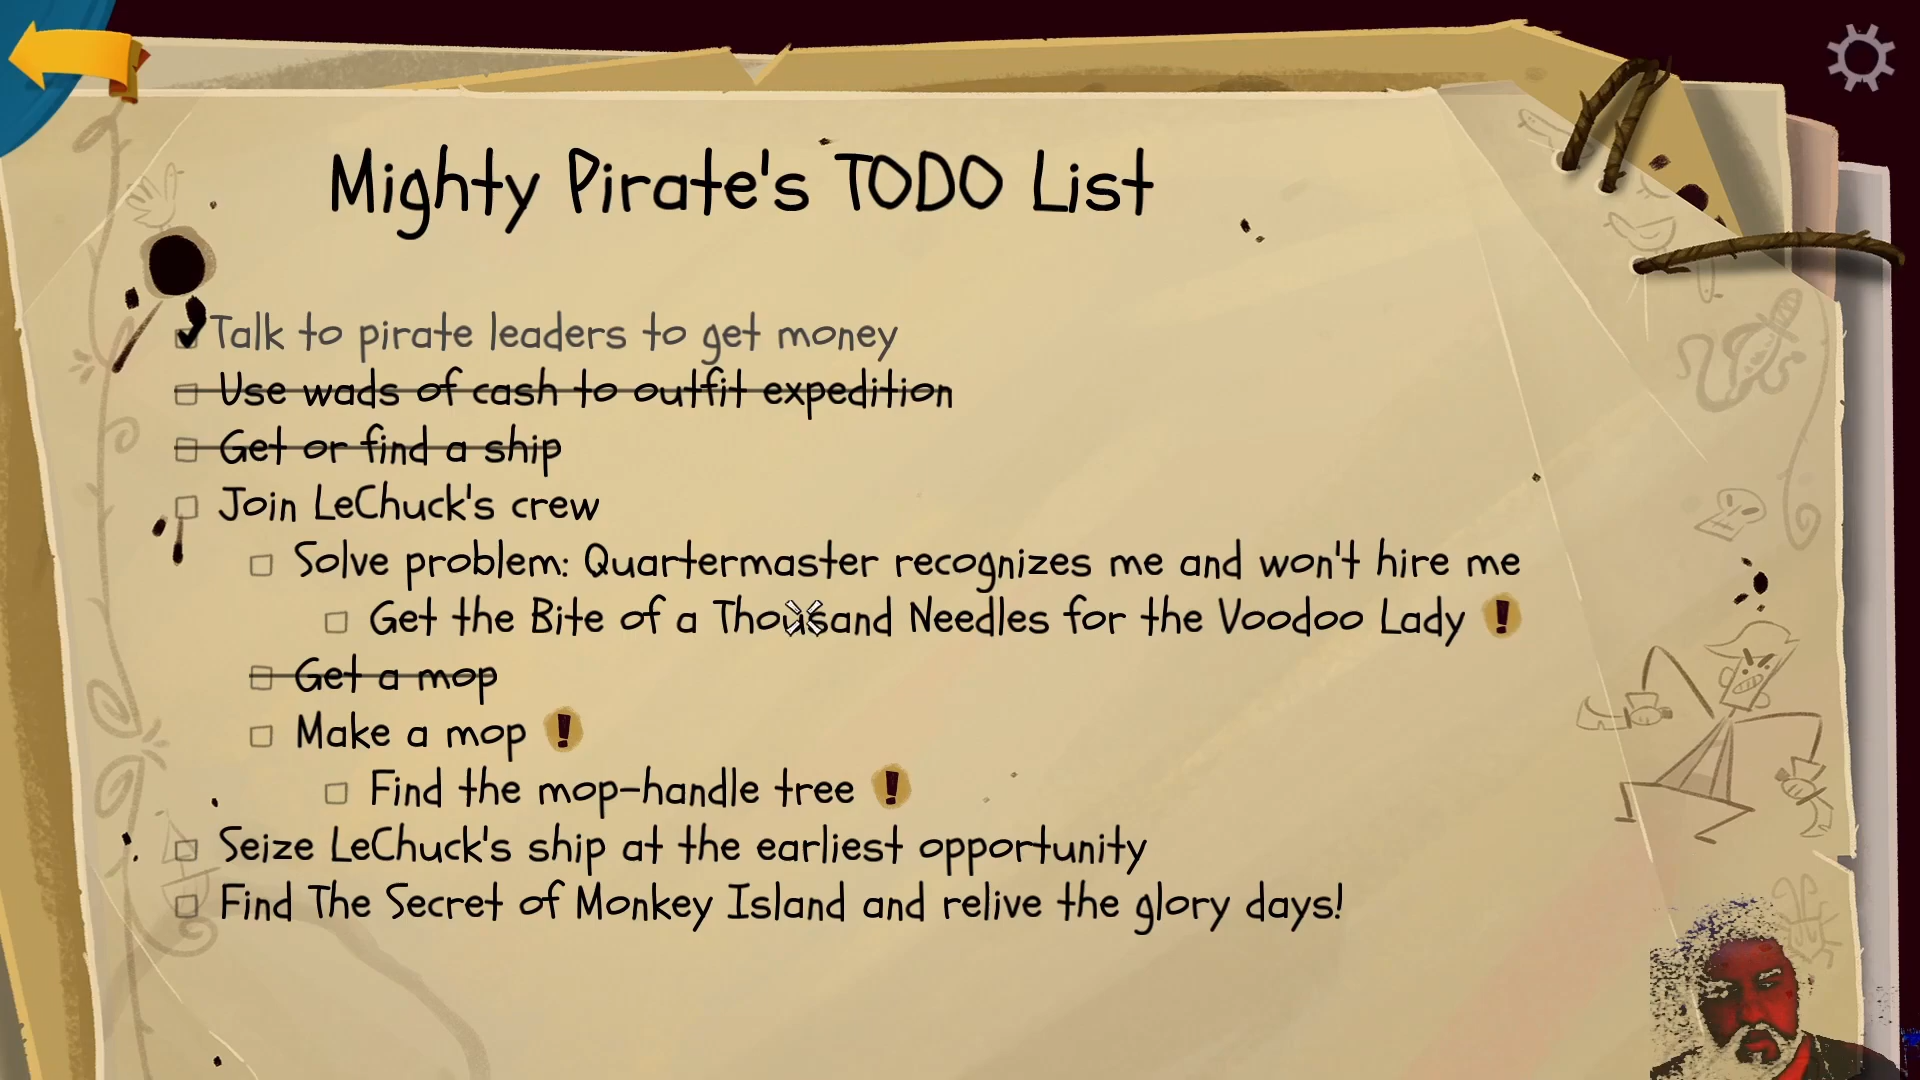 Mighty Pirate's TODO List
Talk to pirate leaders to get money
Use wads of cash to outfit expedition
Get or find a ship
Join LeChuck's crew
Solve problem: Quartermaster recognizes me and won't hire me
Get the Bite of a Thousand Needles for the Voodoo Lady !
Get a mop
Make a mop !
Find the mop-handle tree !
Seize LeChuck's ship at the earliest opportunity
Find The Secret of Monkey Island and relive the glory days!